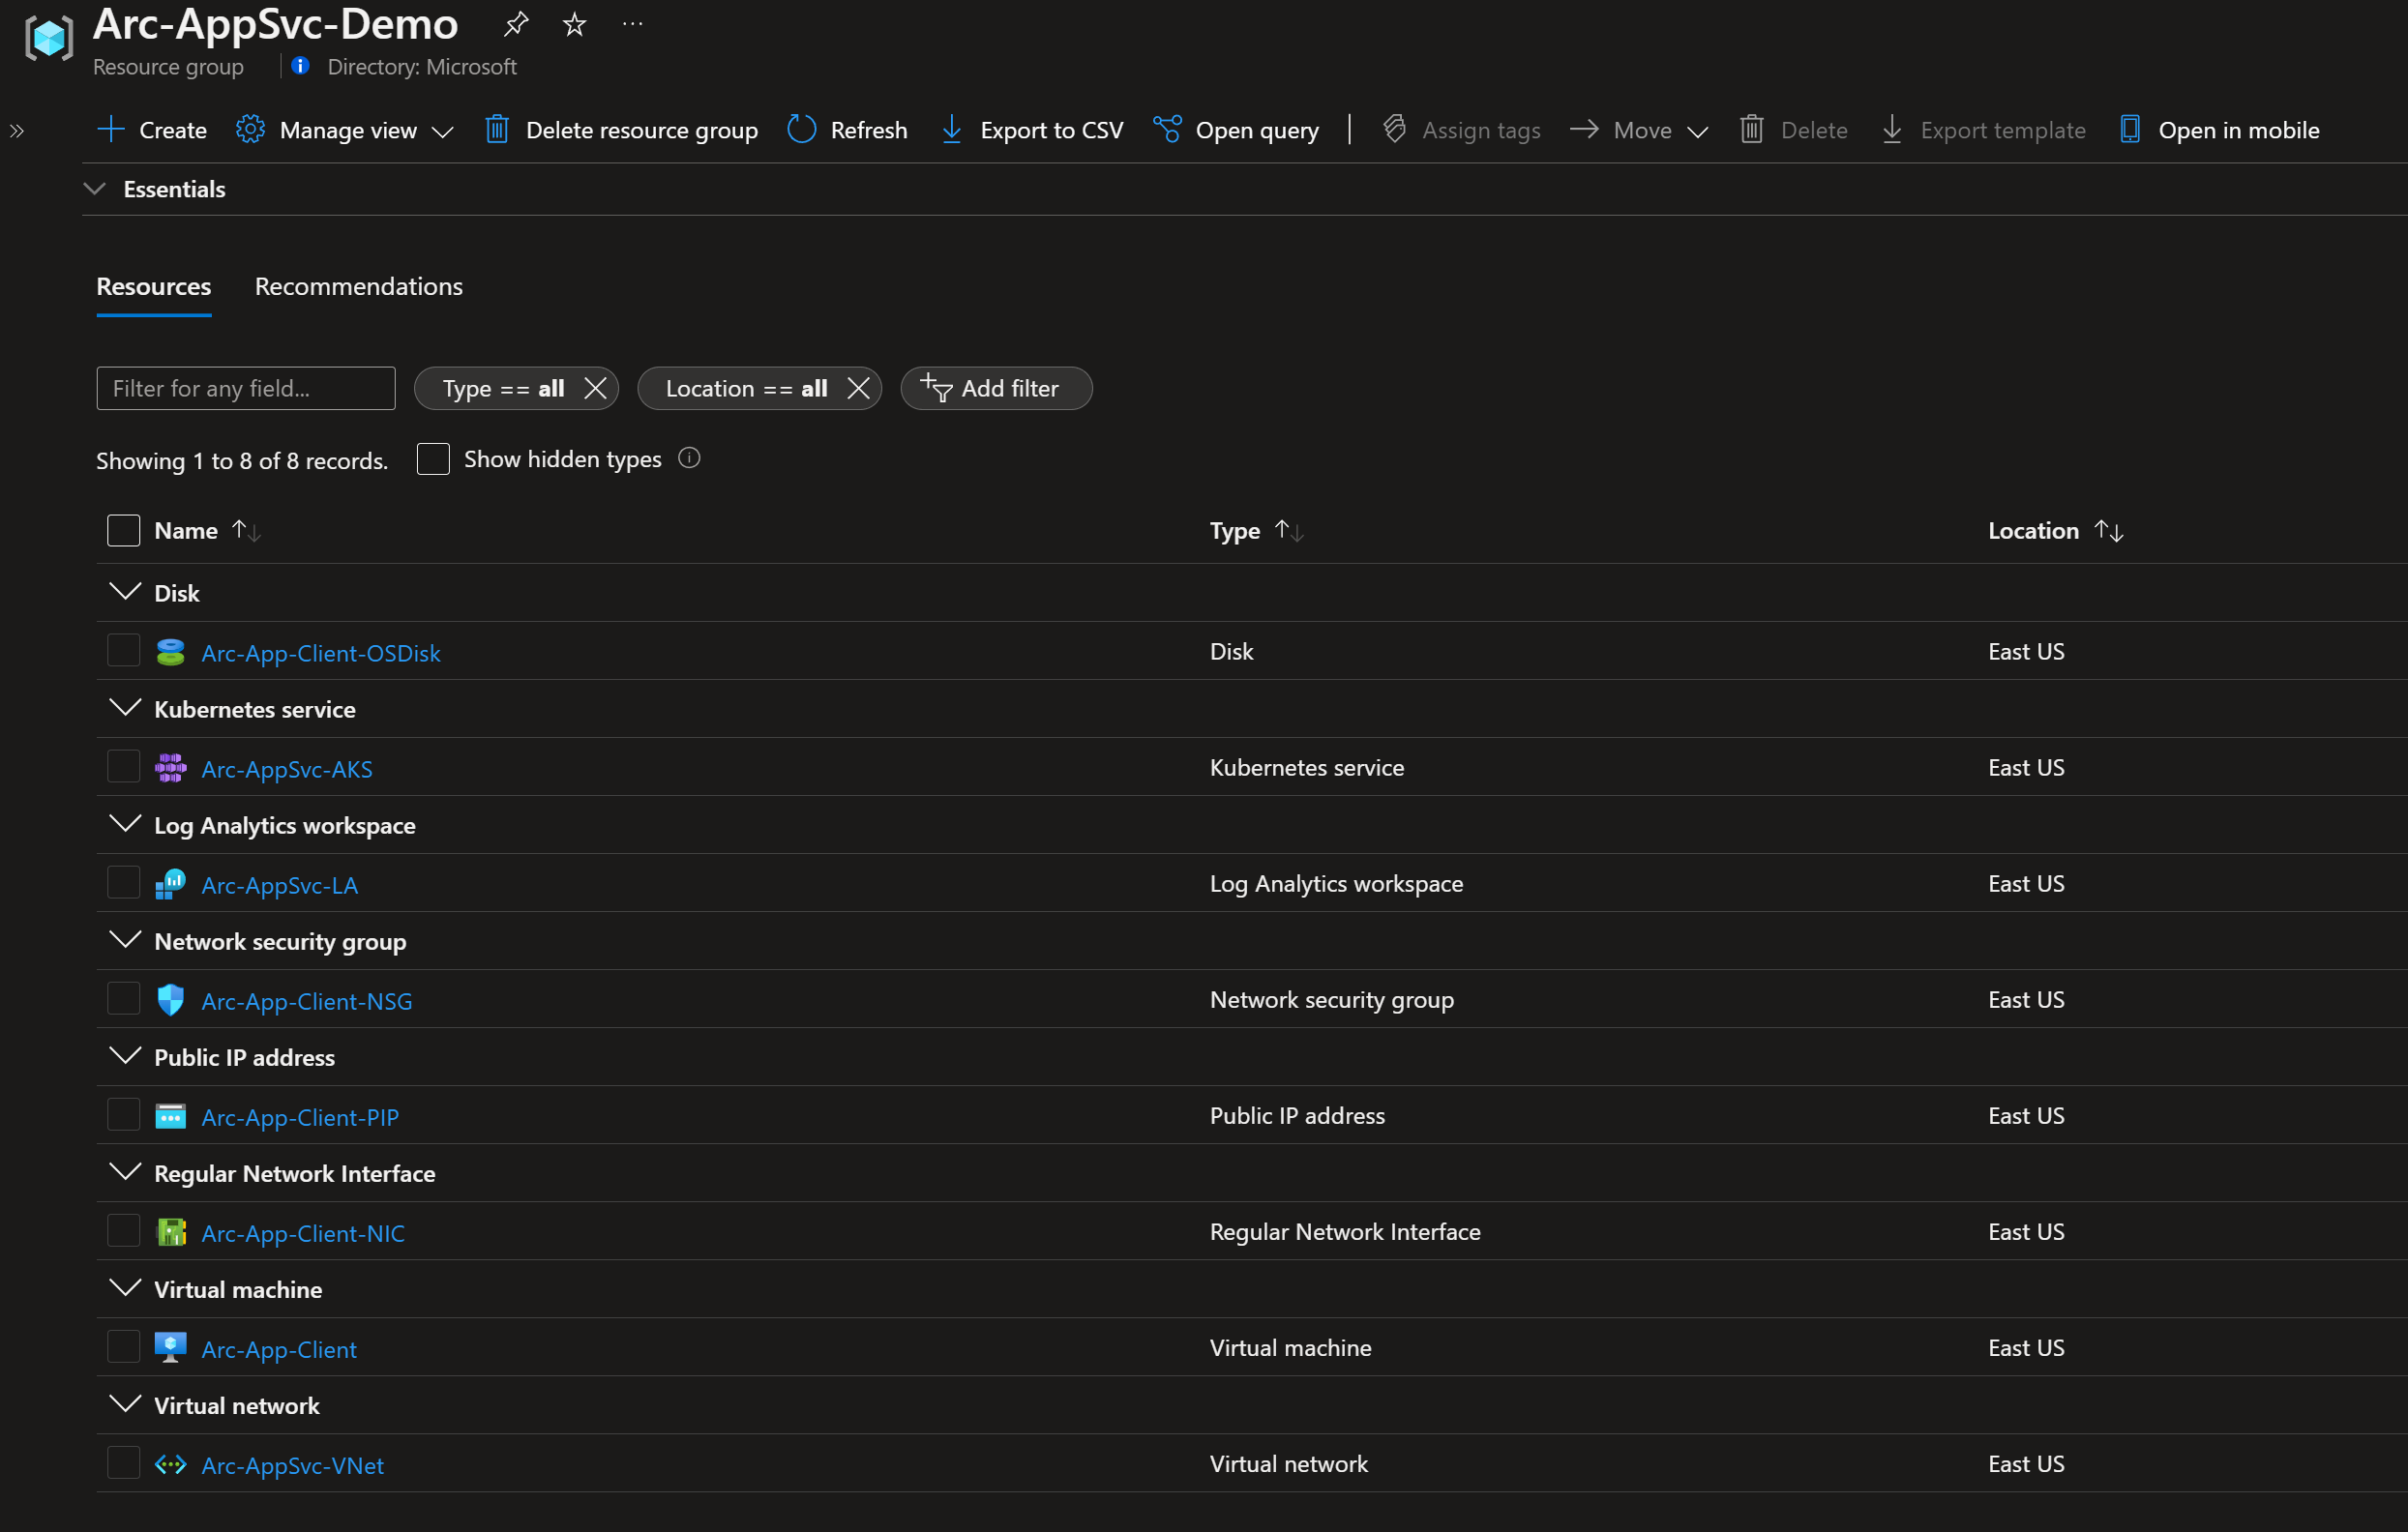 Arc-AppSvc-Demo
Resource group Directory: Microsoft
Create Manage view Delete resource group Refresh Export to CSV Open query Assign tags Move Delete Export template Open in mobile
Essentials
Resources Recommendations
Filter for any field... Type == all Location == all Add filter
Showing 1 to 8 of 8 records. Show hidden types
Name Type Location
Disk
Arc-App-Client-OSDisk Disk East US
Kubernetes service
Arc-AppSvc-AKS Kubernetes service East US
Log Analytics workspace
Arc-AppSvc-LA Log Analytics workspace East US
Network security group
Arc-App-Client-NSG Network security group East US
Public IP address
Arc-App-Client-PIP Public IP address East US
Regular Network Interface
Arc-App-Client-NIC Regular Network Interface East US
Virtual machine
Arc-App-Client Virtual machine East US
Virtual network
Arc-AppSvc-VNet Virtual network East US